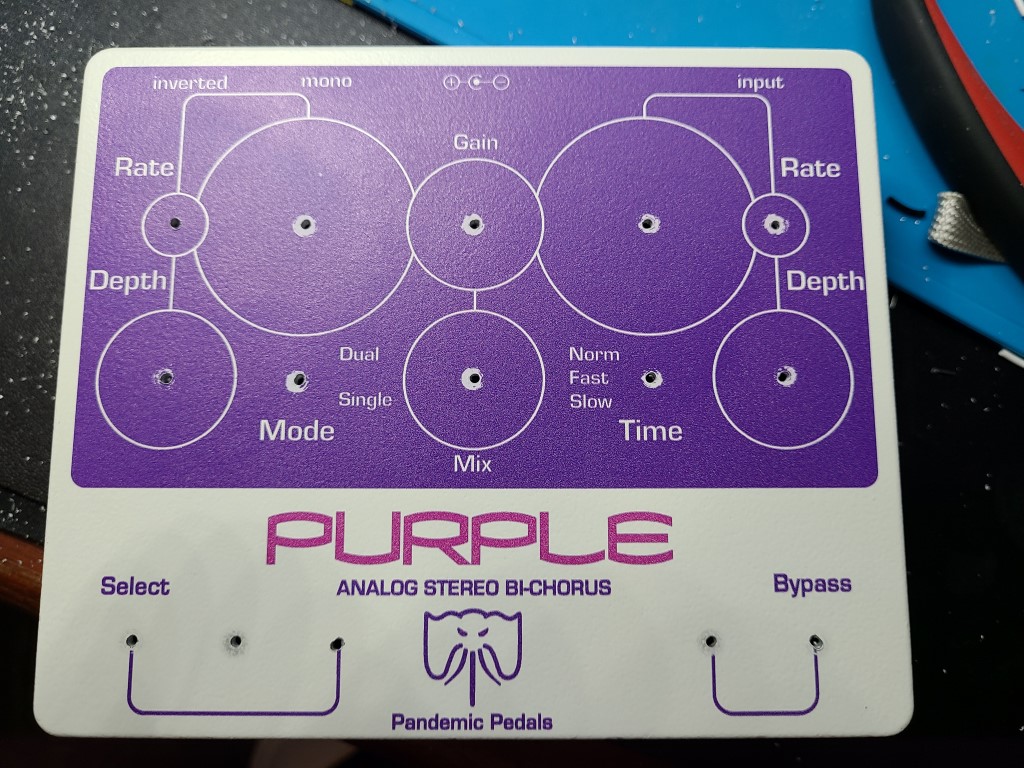 inverted mono input
Gain
Rate Rate
Depth Depth
Dual Norm
Fast
Single Slow
Mode Time
Mix
PURPLE
Select ANALOG STEREO BI-CHORUS Bypass
Pandemic Pedals